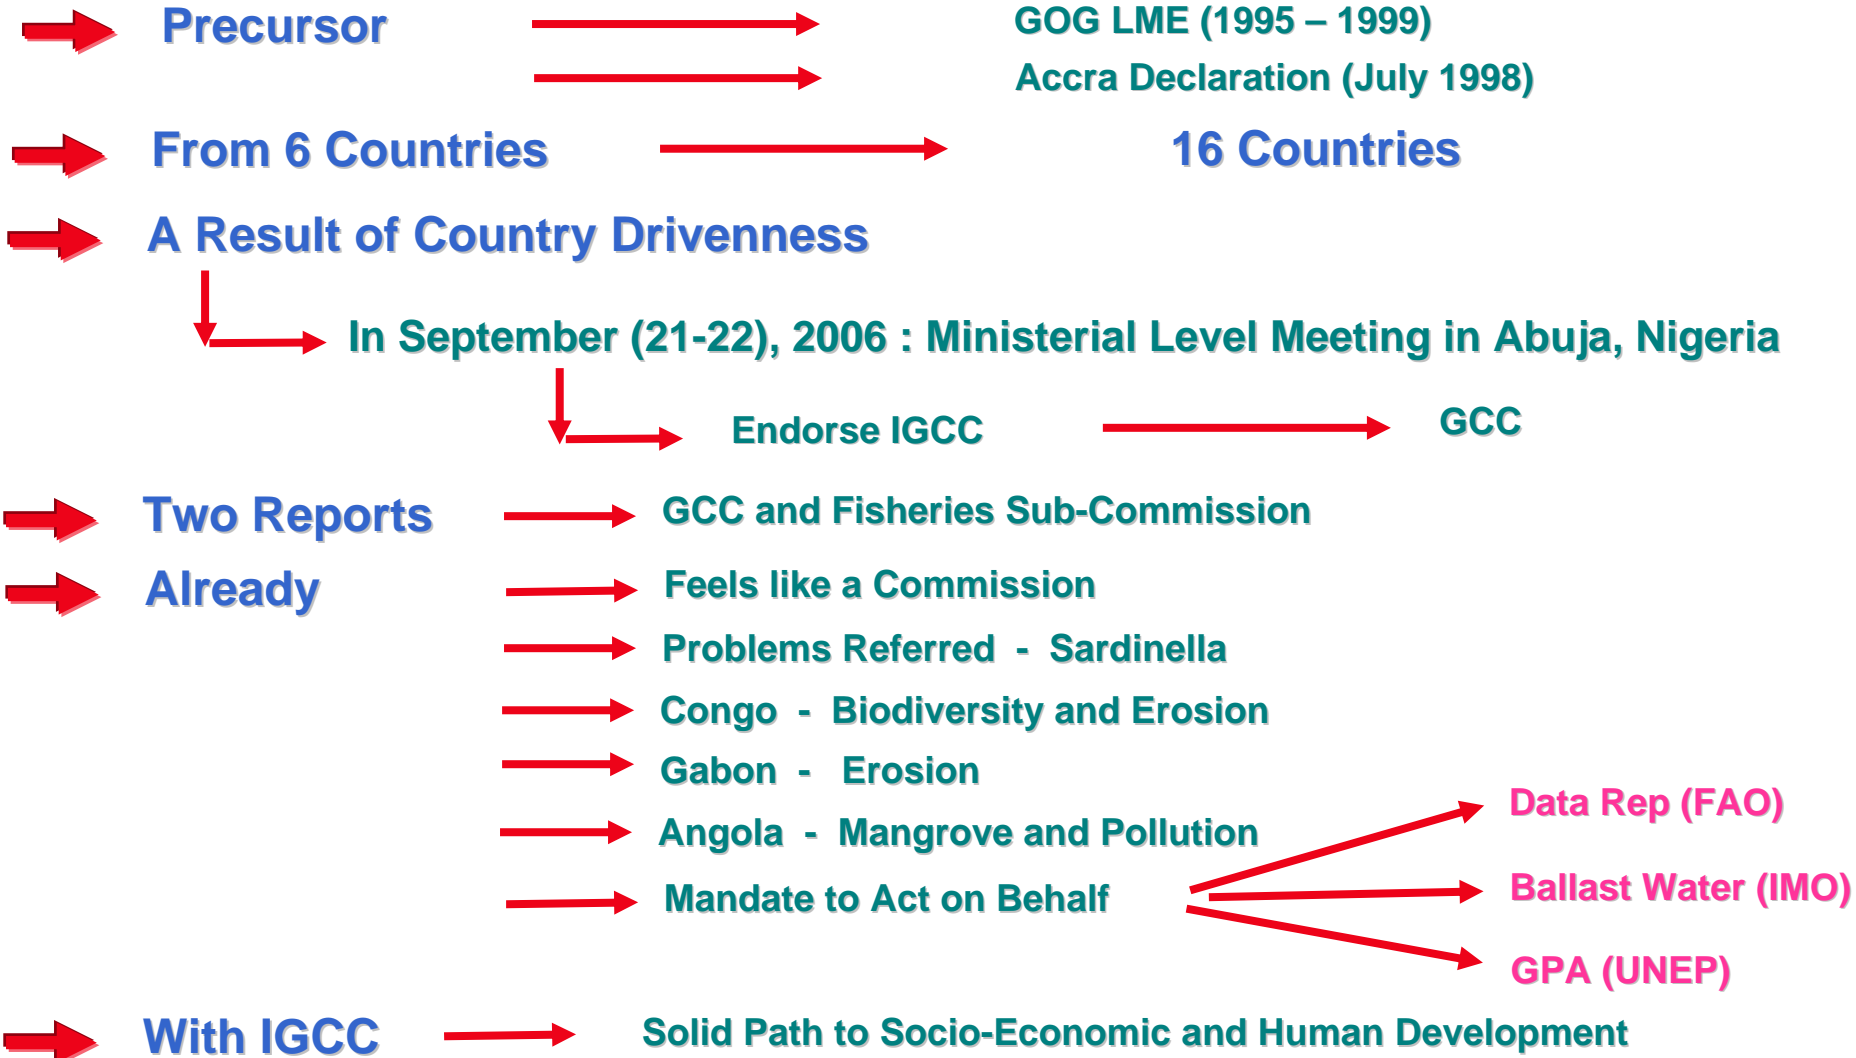 Precursor GOG LME (1995 – 1999)
Accra Declaration (July 1998)
From 6 Countries 16 Countries
A Result of Country Drivenness
In September (21-22), 2006 : Ministerial Level Meeting in Abuja, Nigeria
Endorse IGCC GCC
Two Reports GCC and Fisheries Sub-Commission
Already Feels like a Commission
Problems Referred - Sardinella
Congo - Biodiversity and Erosion
Gabon - Erosion
Data Rep (FAO)
Angola - Mangrove and Pollution
Ballast Water (IMO)
Mandate to Act on Behalf
GPA (UNEP)
With IGCC Solid Path to Socio-Economic and Human Development